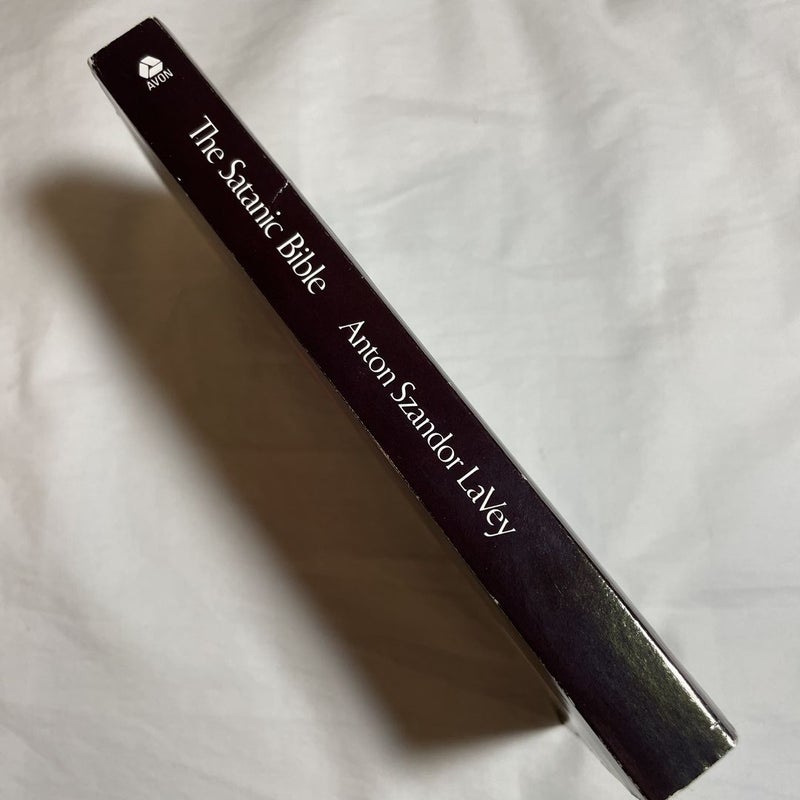 AVON
The Satanic Bible
Anton Szandor LaVey